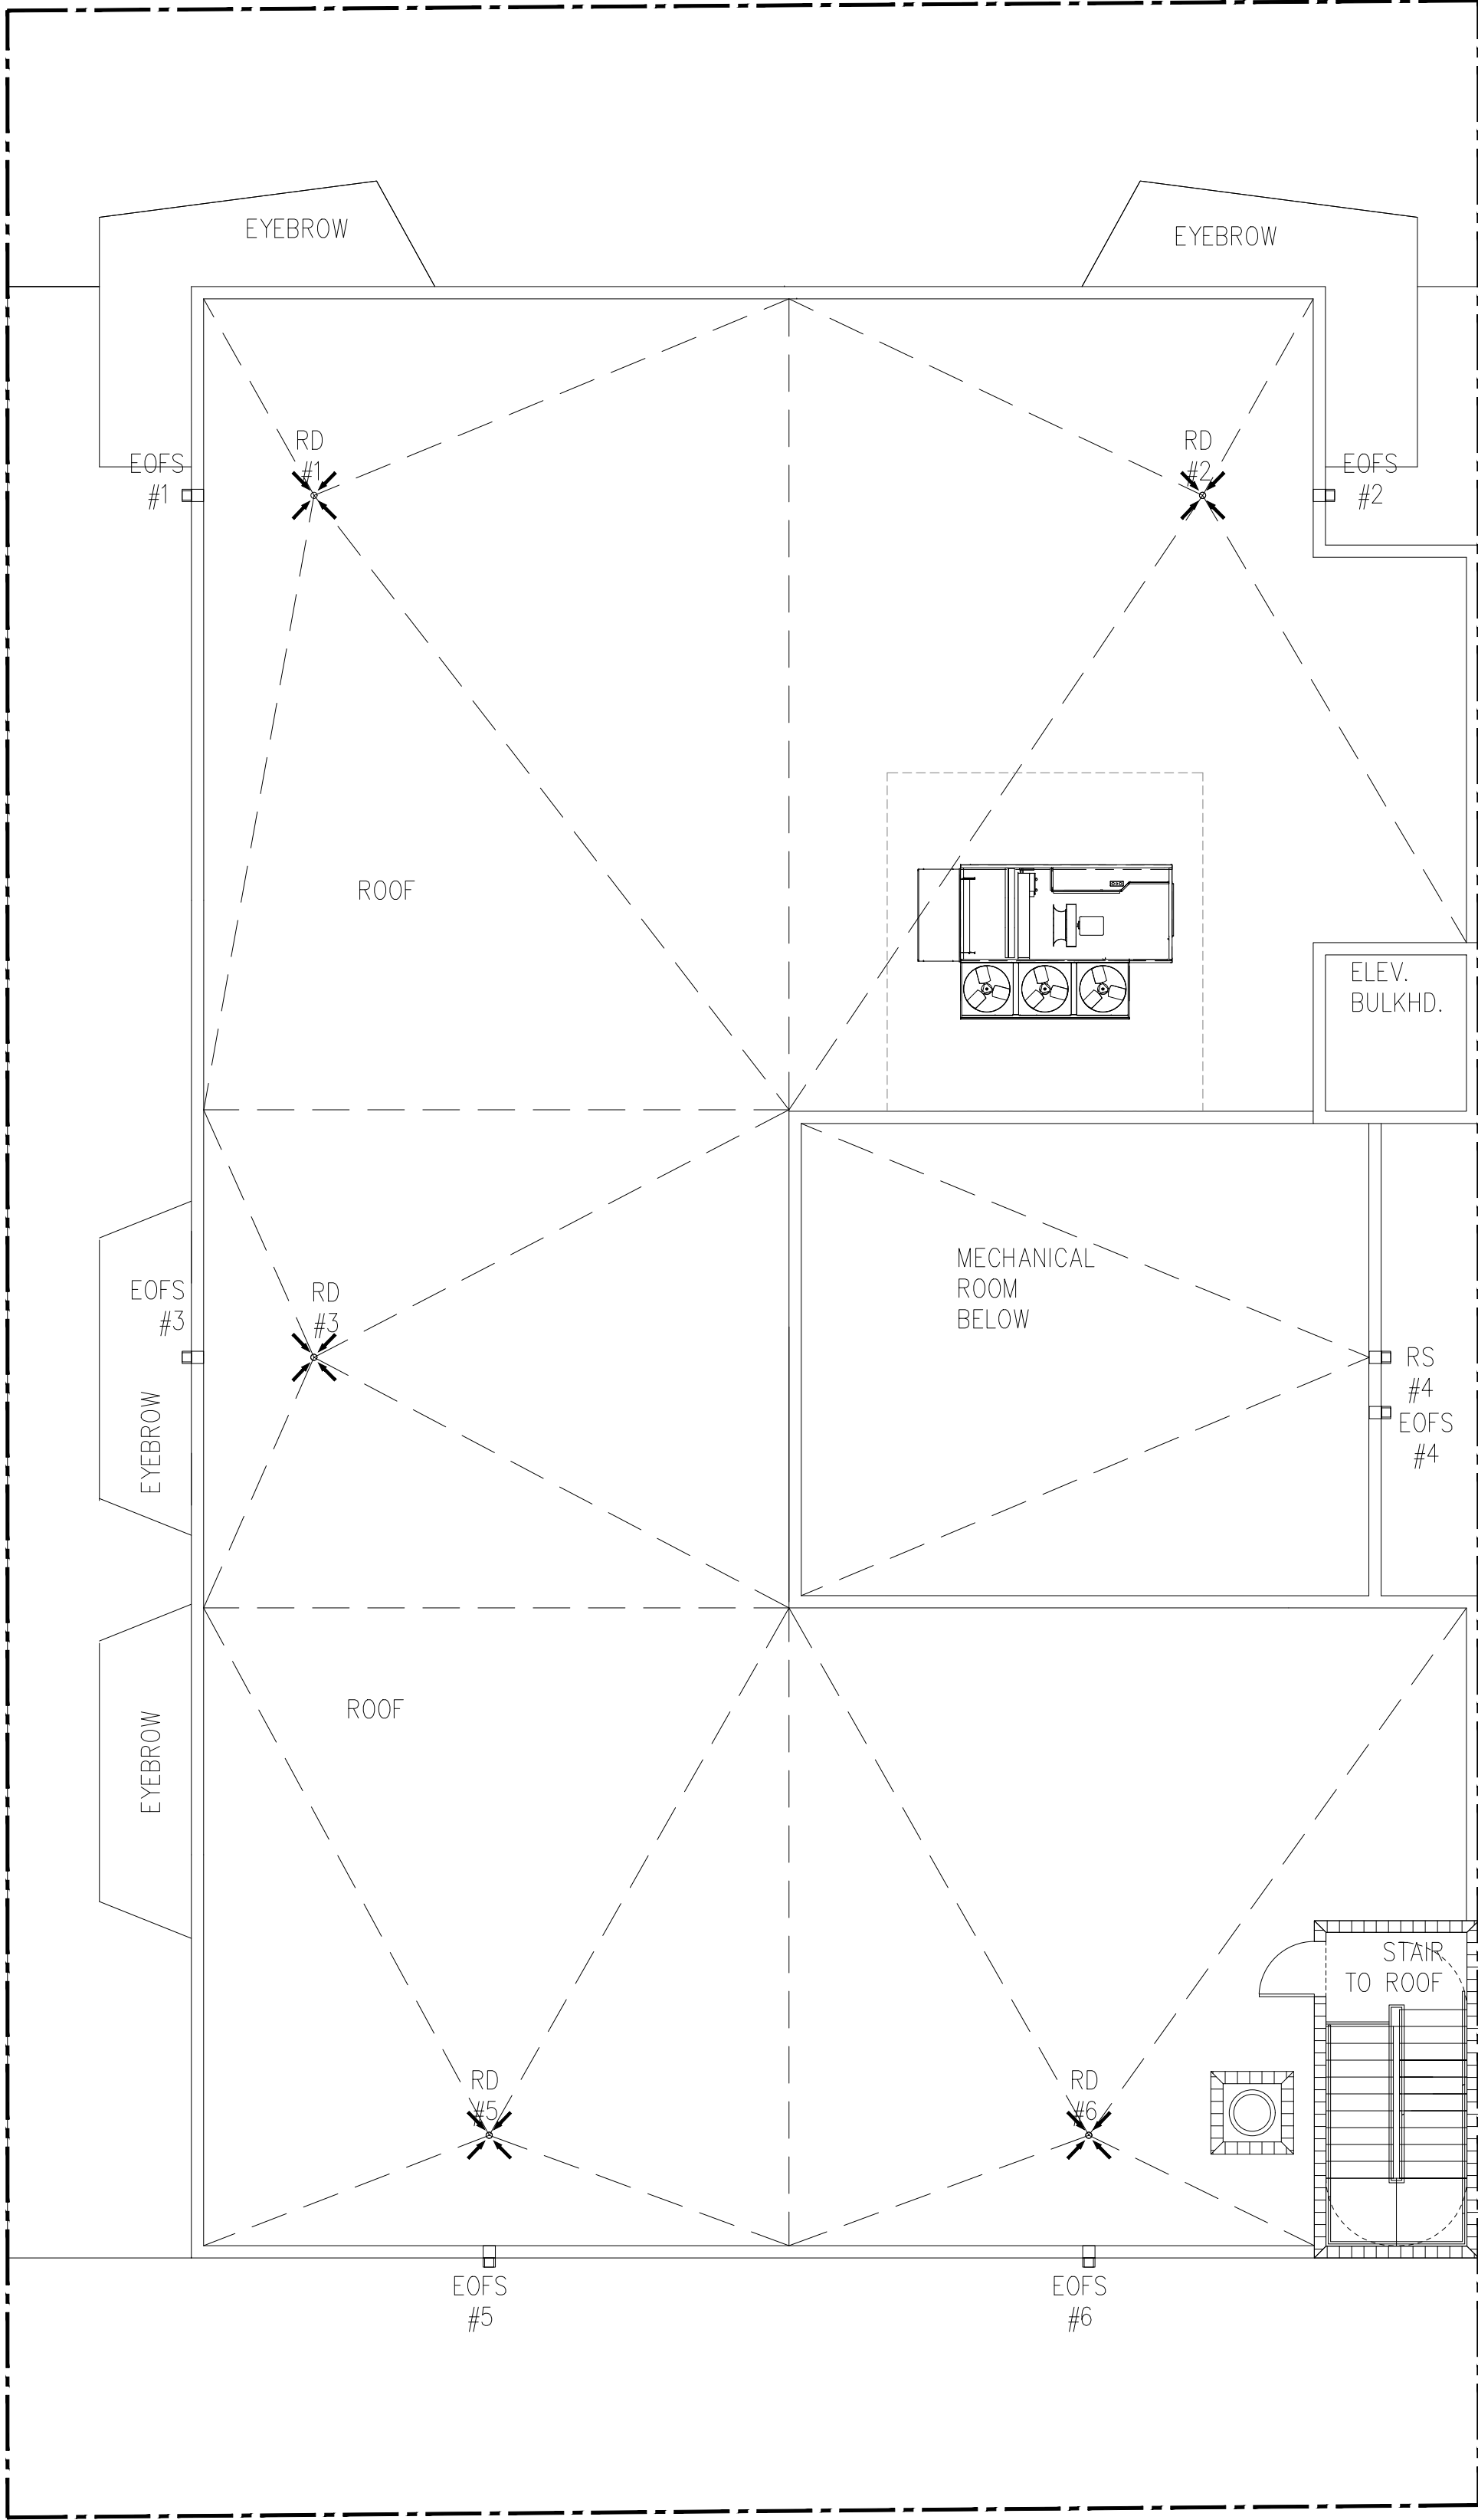 EYEBROW
EYEBROW
EOFS
#1
RD
#1
RD
#2
EOFS
#2
ROOF
ELEV.
BULKHD.
MECHANICAL
ROOM
BELOW
EOFS
#3
RD
#3
RS
#4
EOFS
#4
EYEBROW
ROOF
EYEBROW
STAIR
TO ROOF
RD
#5
RD
#6
EOFS
#5
EOFS
#6